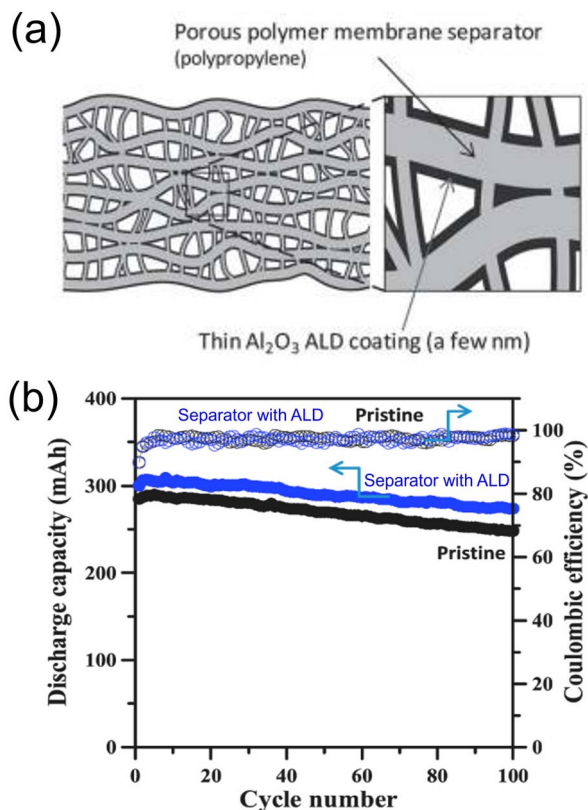 (a)
Porous polymer membrane separator
(polypropylene)
Thin Al₂O₃ ALD coating (a few nm)
(b)
Discharge capacity (mAh)
400
300
200
100
0
Separator with ALD
Pristine
Separator with ALD
Pristine
100
80
60
40
20
0
Coulombic efficiency (%)
0
20
40
60
80
100
Cycle number